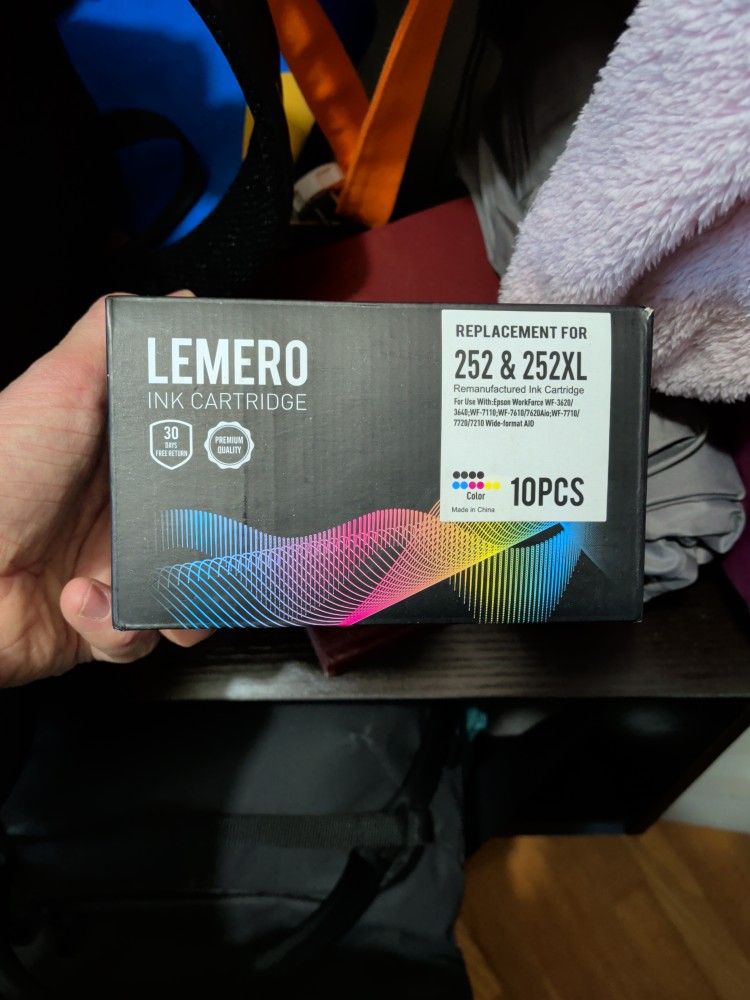 LEMERO
INK CARTRIDGE
30
DAYS
FREE RETURN
PREMIUM
QUALITY
REPLACEMENT FOR
252 & 252XL
Remanufactured Ink Cartridge
For Use With:Epson WorkForce WF-3620/
3640;WF-7110;WF-7610/7620Aio;WF-7710/
7720/7210 Wide-format AIO
Color
10PCS
Made in China